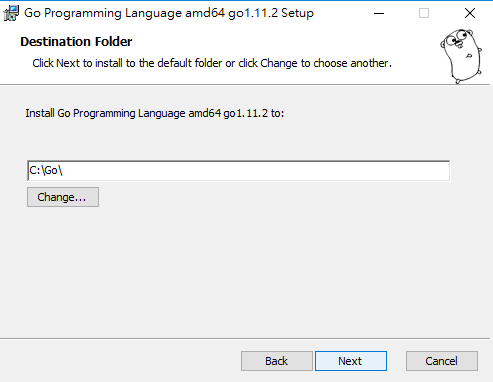 Go Programming Language amd64 go1.11.2 Setup
Destination Folder
Click Next to install to the default folder or click Change to choose another.
Install Go Programming Language amd64 go1.11.2 to:
C:\Go\
Change...
Back
Next
Cancel